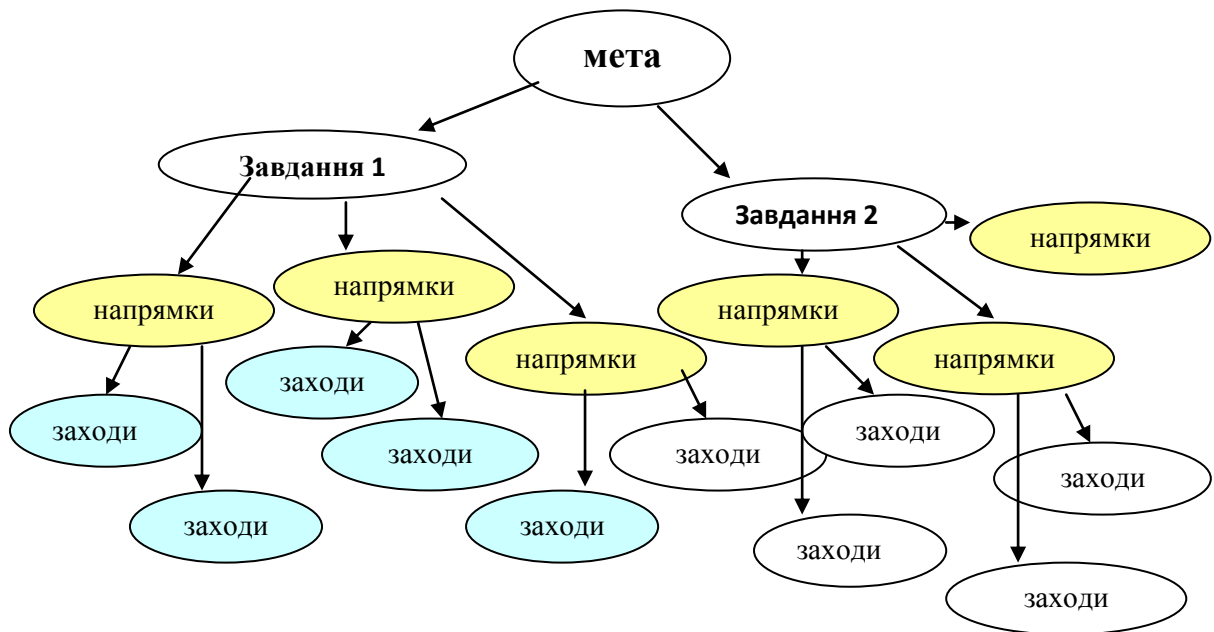 мета
Завдання 1
Завдання 2
напрямки
напрямки
напрямки
напрямки
напрямки
напрямки
заходи
заходи
заходи
заходи
заходи
заходи
заходи
заходи
заходи
заходи